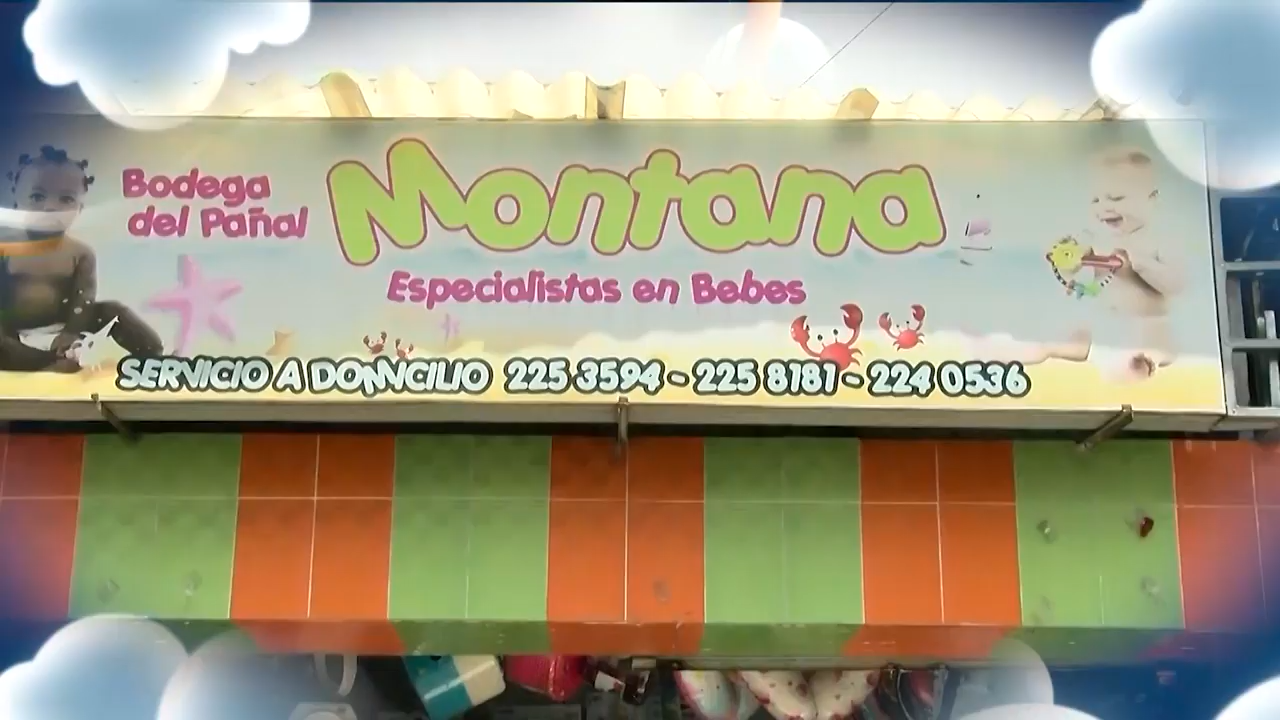 Bodega
del Pañal
Montana
Especialistas en Bebes
SERVICIO A DOMICILIO 225 3594 - 225 8181 - 224 0536